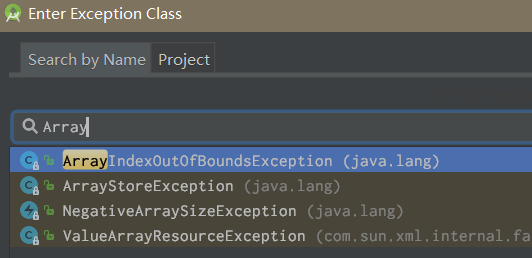 Enter Exception Class
Search by Name Project
Array
ArrayIndexOutOfBoundsException (java.lang)
ArrayStoreException (java.lang)
NegativeArraySizeException (java.lang)
ValueArrayResourceException (com.sun.xml.internal.fa